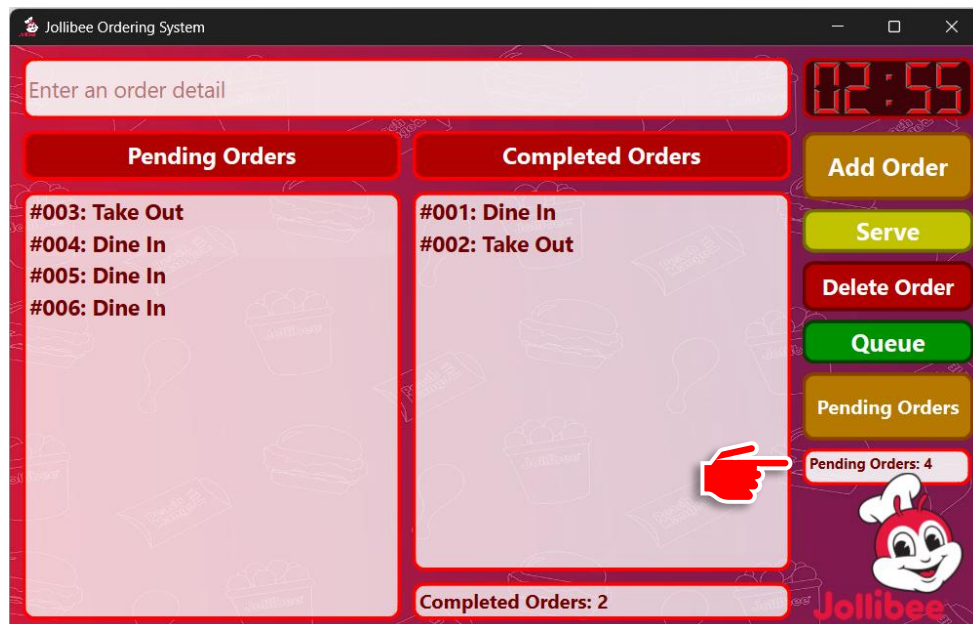 Jollibee Ordering System
Enter an order detail
02:55
Pending Orders
Completed Orders
#003: Take Out
#004: Dine In
#005: Dine In
#006: Dine In
#001: Dine In
#002: Take Out
Completed Orders: 2
Add Order
Serve
Delete Order
Queue
Pending Orders
Pending Orders: 4
Jollibee